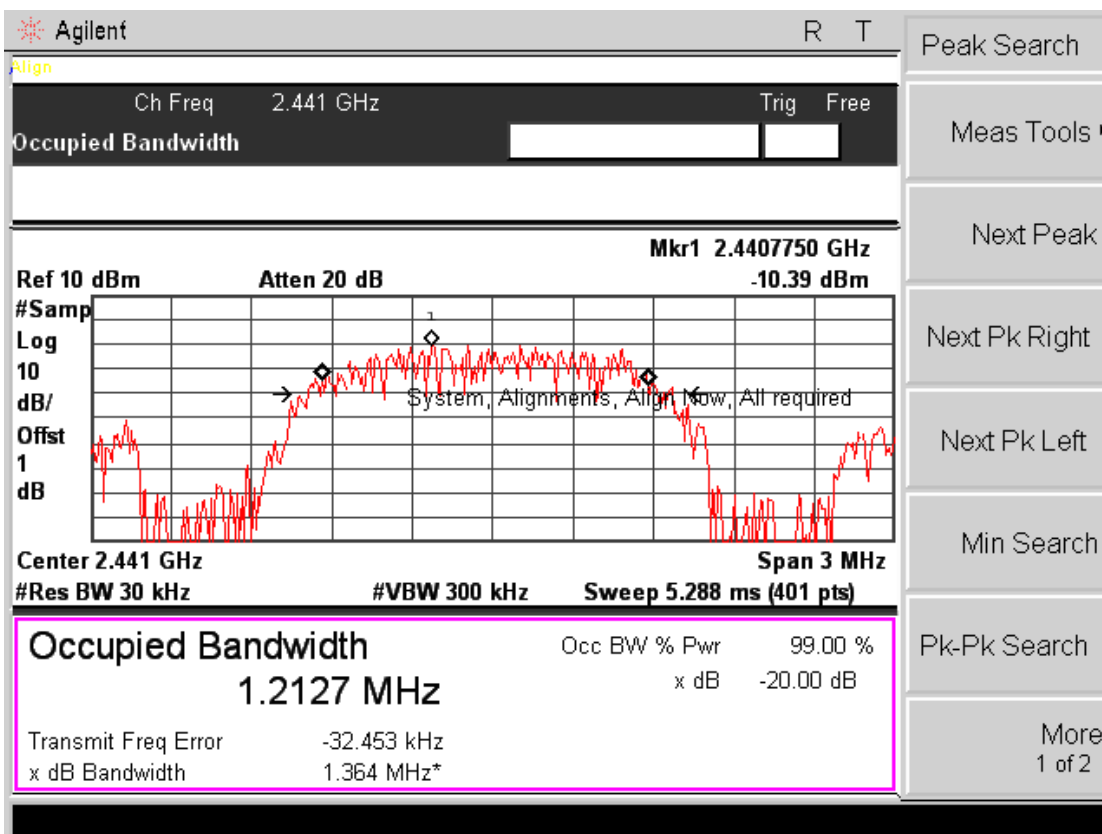 Agilent R T
Peak Search
Align
Ch Freq 2.441 GHz Trig Free
Occupied Bandwidth
Meas Tools
Next Peak
Mkr1 2.4407750 GHz
Ref 10 dBm Atten 20 dB -10.39 dBm
#Samp
Log
10
dB/
Offst
1
dB
1
System, Alignments, Align Now, All required
Next Pk Right
Next Pk Left
Center 2.441 GHz Span 3 MHz
#Res BW 30 kHz #VBW 300 kHz Sweep 5.288 ms (401 pts)
Min Search
Occupied Bandwidth
1.2127 MHz
Occ BW % Pwr 99.00 %
x dB -20.00 dB
Transmit Freq Error -32.453 kHz
x dB Bandwidth 1.364 MHz*
Pk-Pk Search
More
1 of 2